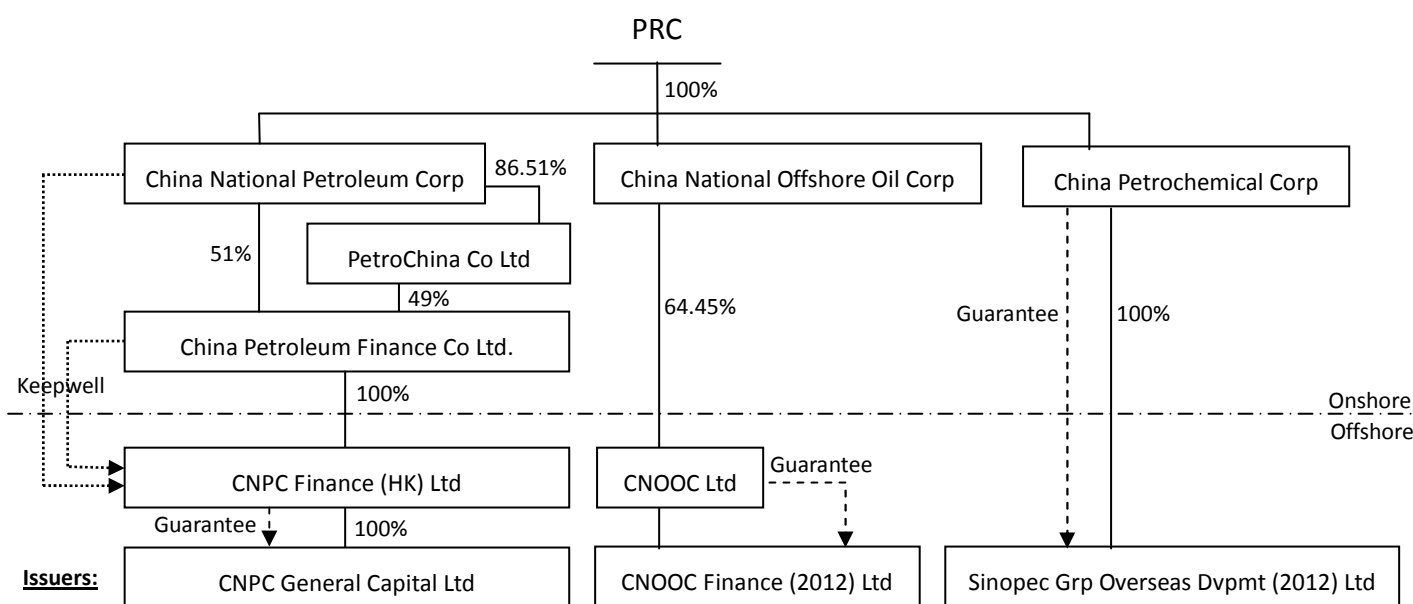 PRC
100%
China National Petroleum Corp
86.51%
China National Offshore Oil Corp
China Petrochemical Corp
PetroChina Co Ltd
51%
49%
64.45%
Guarantee
100%
China Petroleum Finance Co Ltd.
Keepwell
100%
Onshore
Offshore
CNPC Finance (HK) Ltd
CNOOC Ltd
Guarantee
Guarantee
100%
Issuers:
CNPC General Capital Ltd
CNOOC Finance (2012) Ltd
Sinopec Grp Overseas Dvpmt (2012) Ltd